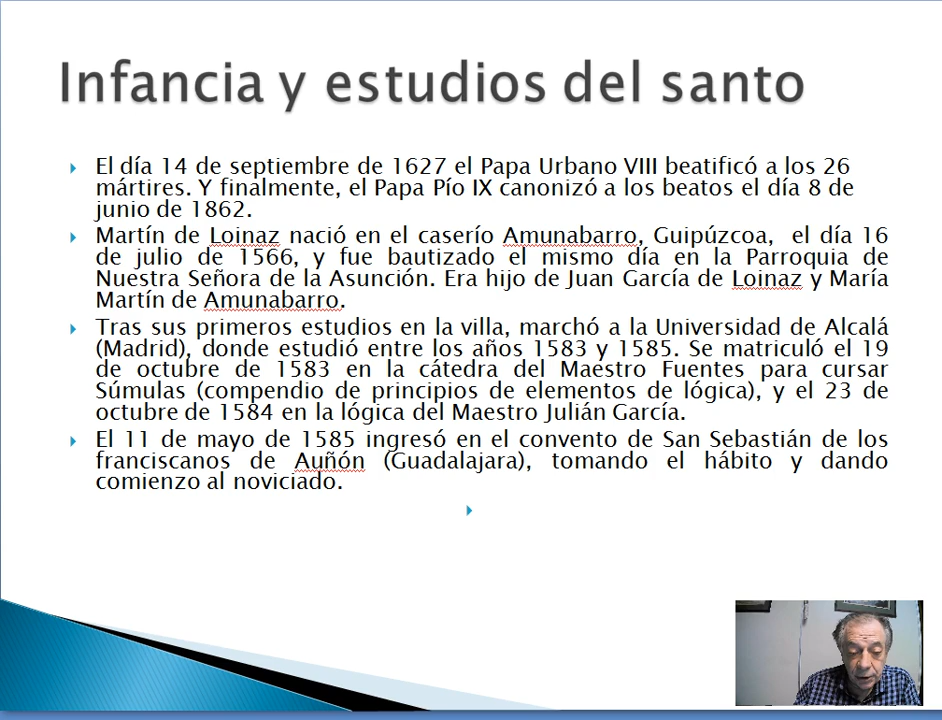 Infancia y estudios del santo
El día 14 de septiembre de 1627 el Papa Urbano VIII beatificó a los 26
mártires. Y finalmente, el Papa Pío IX canonizó a los beatos el día 8 de
junio de 1862.
Martín de Loinaz nació en el caserío Amunabarro, Guipúzcoa, el día 16
de julio de 1566, y fue bautizado el mismo día en la Parroquia de
Nuestra Señora de la Asunción. Era hijo de Juan García de Loinaz y María
Martín de Amunabarro.
Tras sus primeros estudios en la villa, marchó a la Universidad de Alcalá
(Madrid), donde estudió entre los años 1583 y 1585. Se matriculó el 19
de octubre de 1583 en la cátedra del Maestro Fuentes para cursar
Súmulas (compendio de principios de elementos de lógica), y el 23 de
octubre de 1584 en la lógica del Maestro Julián García.
El 11 de mayo de 1585 ingresó en el convento de San Sebastián de los
franciscanos de Auñón (Guadalajara), tomando el hábito y dando
comienzo al noviciado.